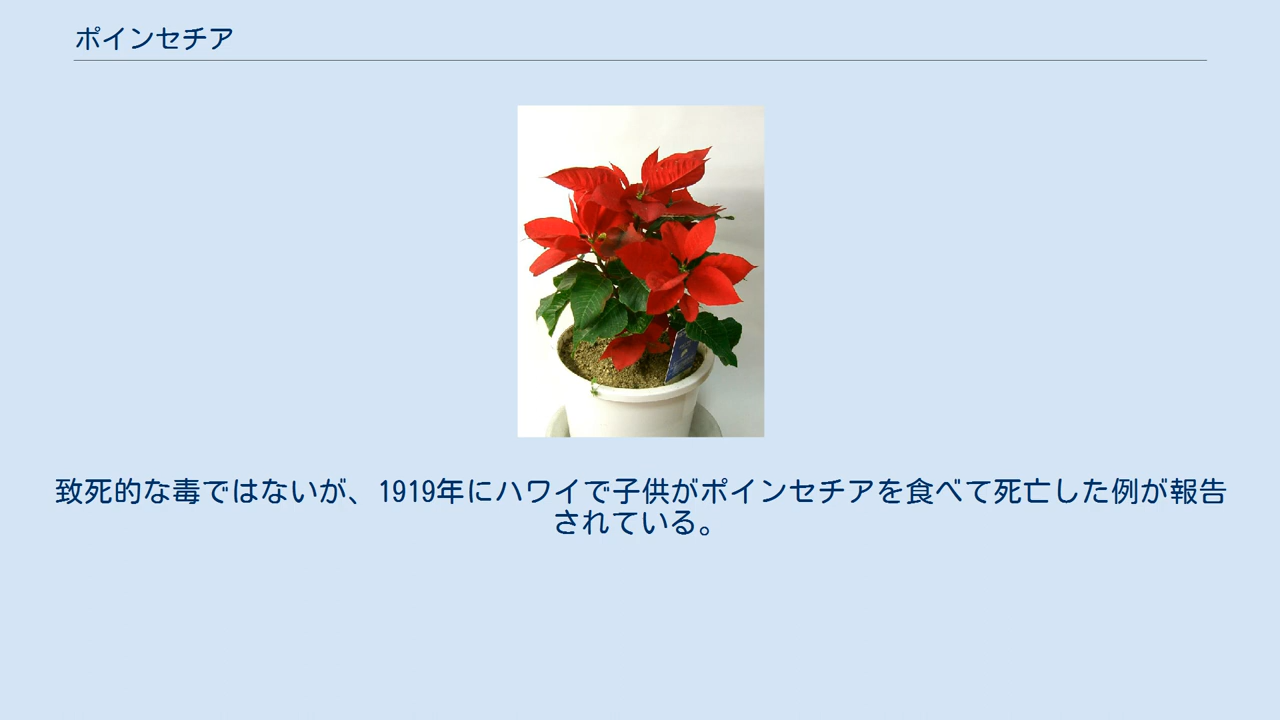 ポインセチア
致死的な毒ではないが、1919年にハワイで子供がポインセチアを食べて死亡した例が報告
されている。